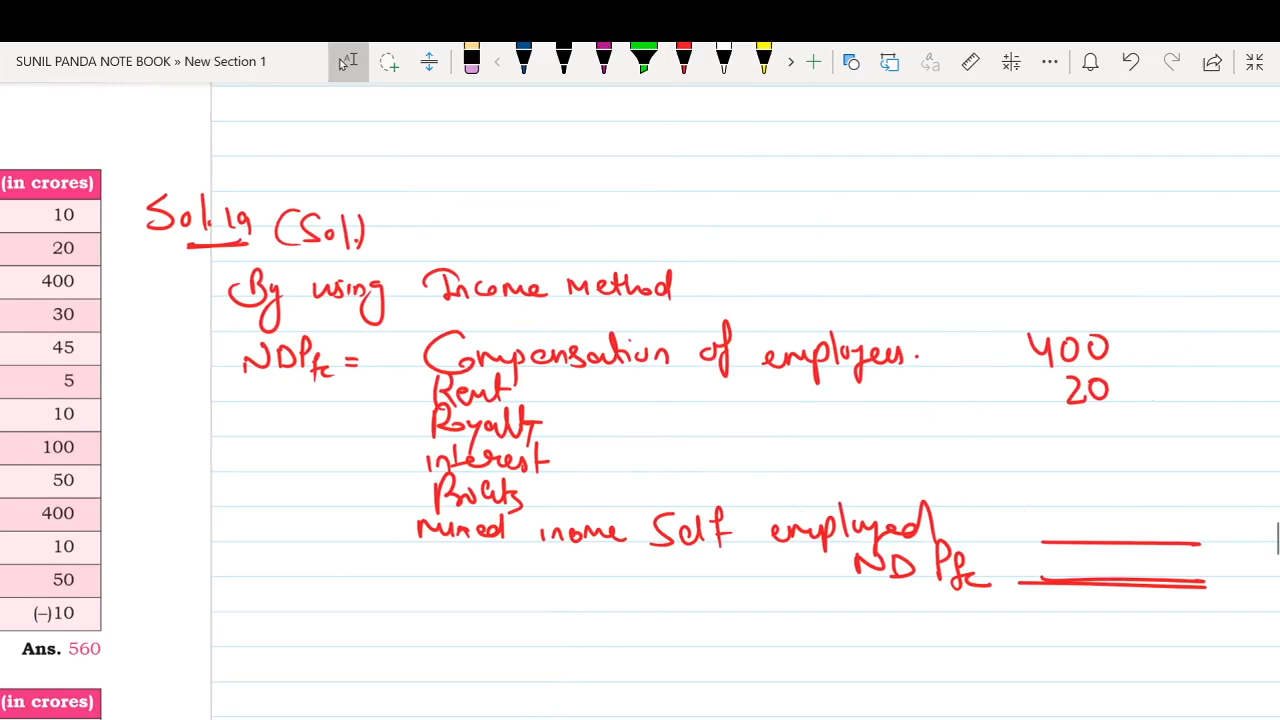 SUNIL PANDA NOTE BOOK » New Section 1
(in crores)
10
20
400
30
45
5
10
100
50
400
10
50
(–)10
Ans. 560
(in crores)
Sol. 19 (Sol.)
By using Income method
NDPfc = Compensation of employees. 400
Rent 20
Royalty
interest
Profits
mixed inome Self employed
NDPfc